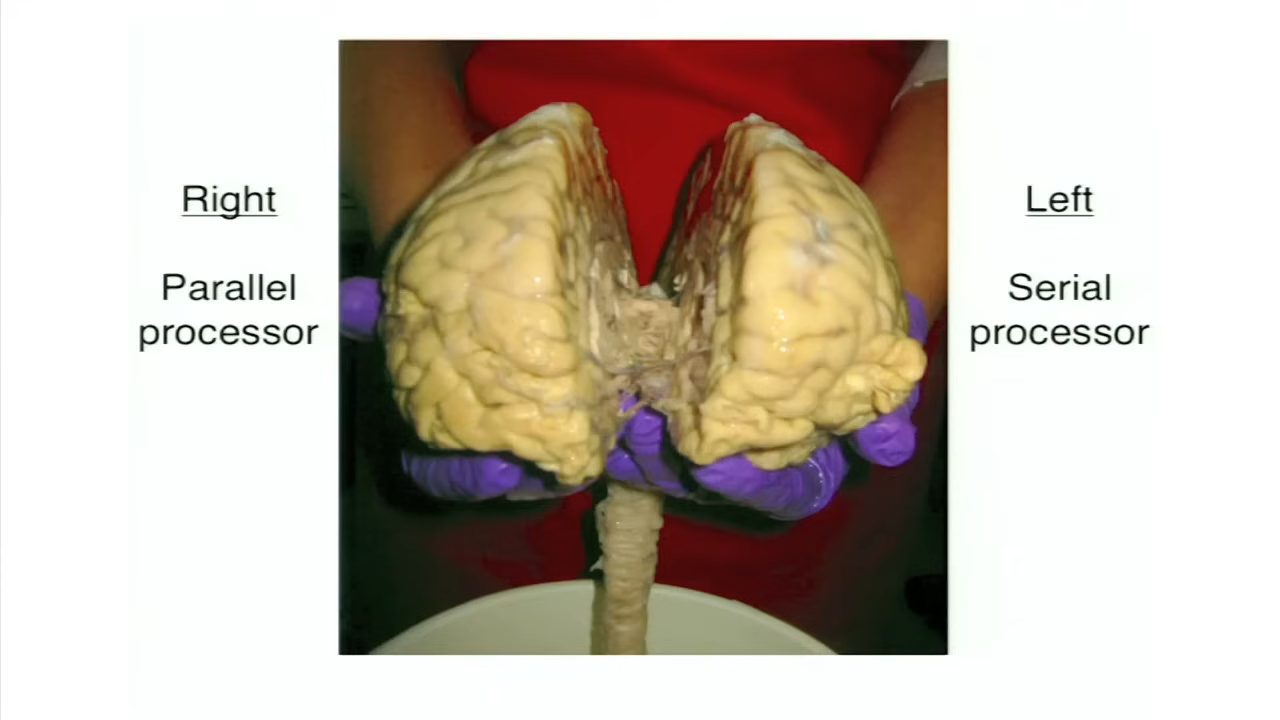 Right
Parallel
processor
Left
Serial
processor